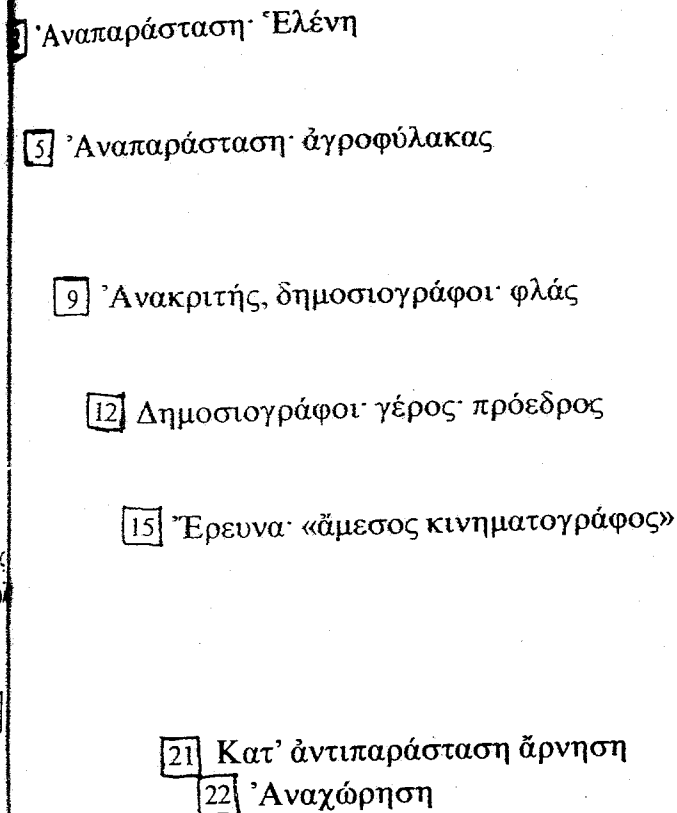 Ἀναπαράσταση· Ἑλένη
5 Ἀναπαράσταση· ἀγροφύλακας
9 Ἀνακριτής, δημοσιογράφοι· φλάς
12 Δημοσιογράφοι· γέρος· πρόεδρος
15 Ἔρευνα· «ἄμεσος κινηματογράφος»
21 Κατ’ ἀντιπαράσταση ἄρνηση
22 Ἀναχώρηση